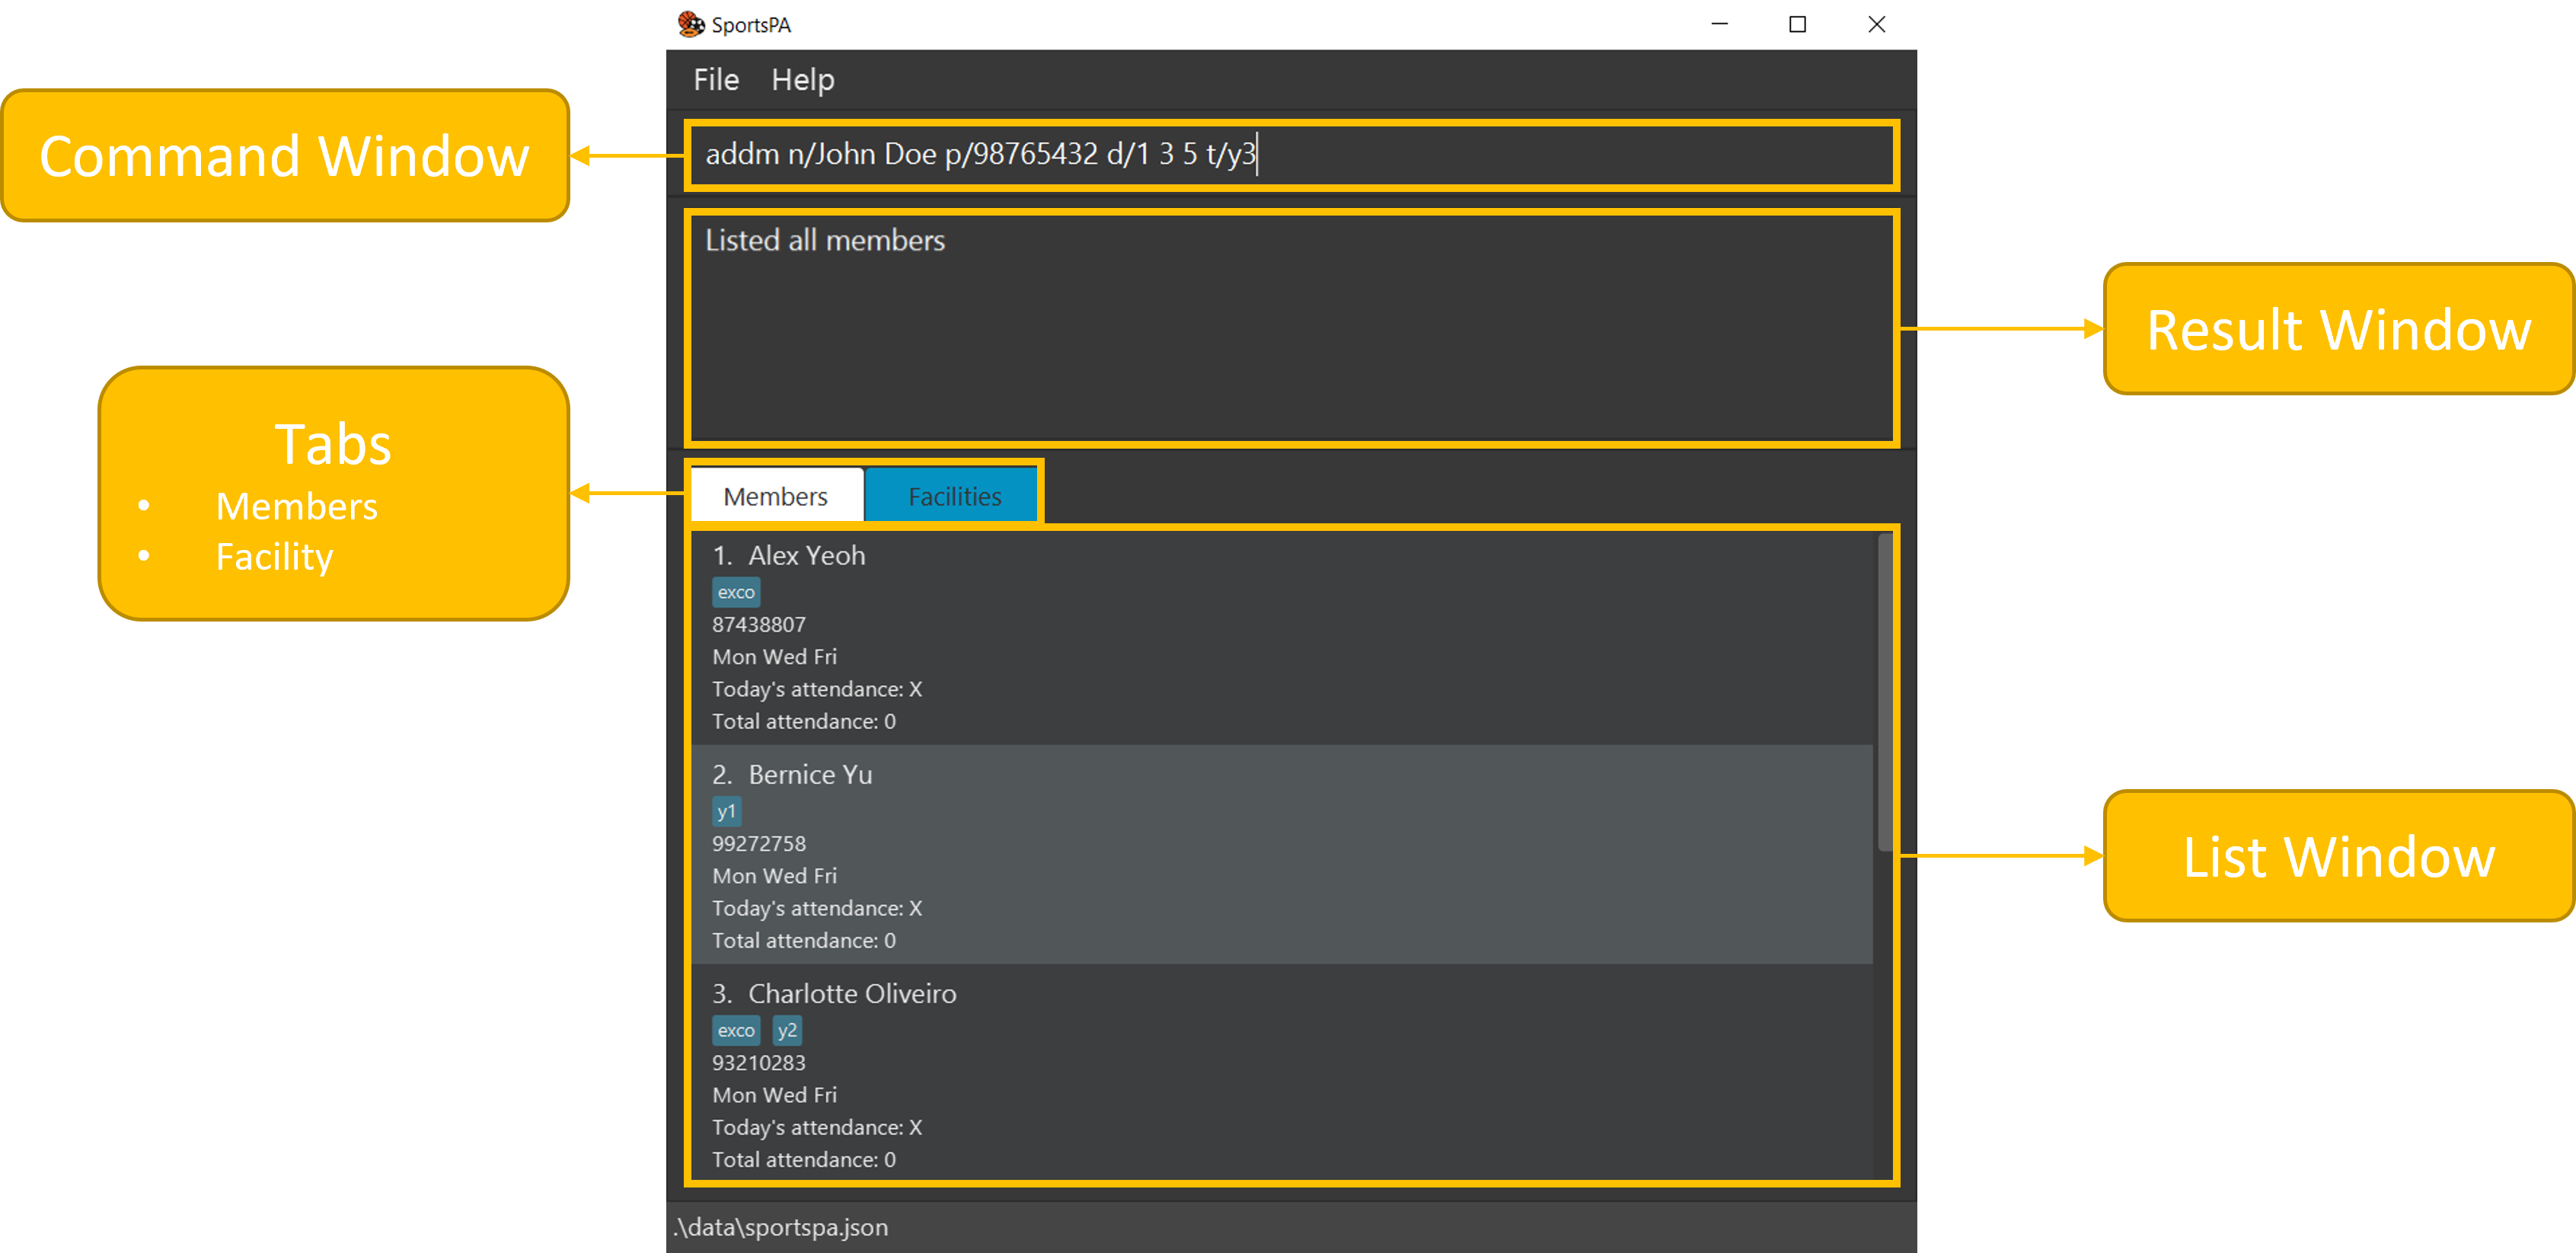 SportsPA
File Help
Command Window
addm n/John Doe p/98765432 d/1 3 5 t/y3
Listed all members
Result Window
Tabs
• Members
• Facility
Members Facilities
1. Alex Yeoh
exco
87438807
Mon Wed Fri
Today's attendance: X
Total attendance: 0
2. Bernice Yu
y1
99272758
Mon Wed Fri
Today's attendance: X
Total attendance: 0
List Window
3. Charlotte Oliveiro
exco y2
93210283
Mon Wed Fri
Today's attendance: X
Total attendance: 0
.\data\sportspa.json